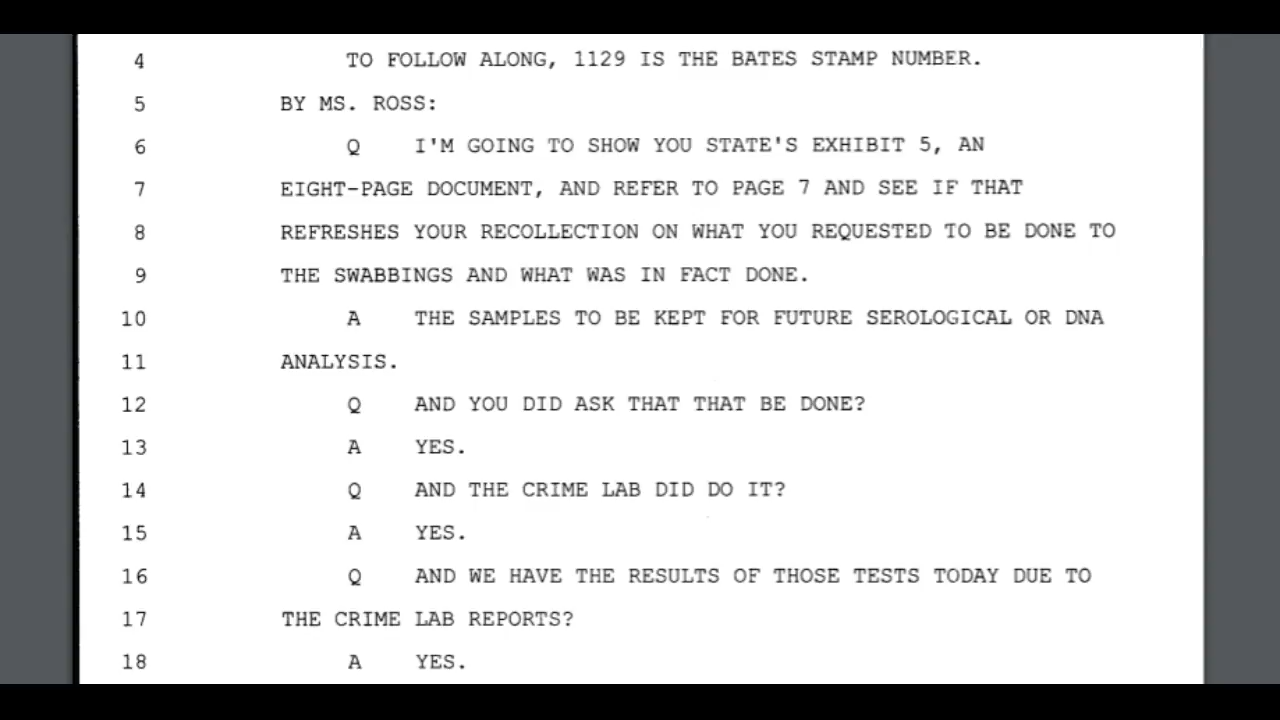 4 TO FOLLOW ALONG, 1129 IS THE BATES STAMP NUMBER.
5 BY MS. ROSS:
6 Q I'M GOING TO SHOW YOU STATE'S EXHIBIT 5, AN
7 EIGHT-PAGE DOCUMENT, AND REFER TO PAGE 7 AND SEE IF THAT
8 REFRESHES YOUR RECOLLECTION ON WHAT YOU REQUESTED TO BE DONE TO
9 THE SWABBINGS AND WHAT WAS IN FACT DONE.
10 A THE SAMPLES TO BE KEPT FOR FUTURE SEROLOGICAL OR DNA
11 ANALYSIS.
12 Q AND YOU DID ASK THAT THAT BE DONE?
13 A YES.
14 Q AND THE CRIME LAB DID DO IT?
15 A YES.
16 Q AND WE HAVE THE RESULTS OF THOSE TESTS TODAY DUE TO
17 THE CRIME LAB REPORTS?
18 A YES.